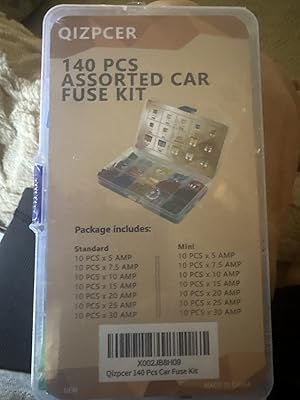 QIZPCER
140 PCS
ASSORTED CAR
FUSE KIT
Package includes:
Standard
10 PCS x 5 AMP
10 PCS x 7.5 AMP
10 PCS x 10 AMP
10 PCS x 15 AMP
10 PCS x 20 AMP
10 PCS x 25 AMP
10 PCS x 30 AMP
Mini
10 PCS x 5 AMP
10 PCS x 7.5 AMP
10 PCS x 10 AMP
10 PCS x 15 AMP
10 PCS x 20 AMP
10 PCS x 25 AMP
10 PCS x 30 AMP
X002JB8H09
Qizpcer 140 Pcs Car Fuse Kit
NEW
MADE IN CHINA